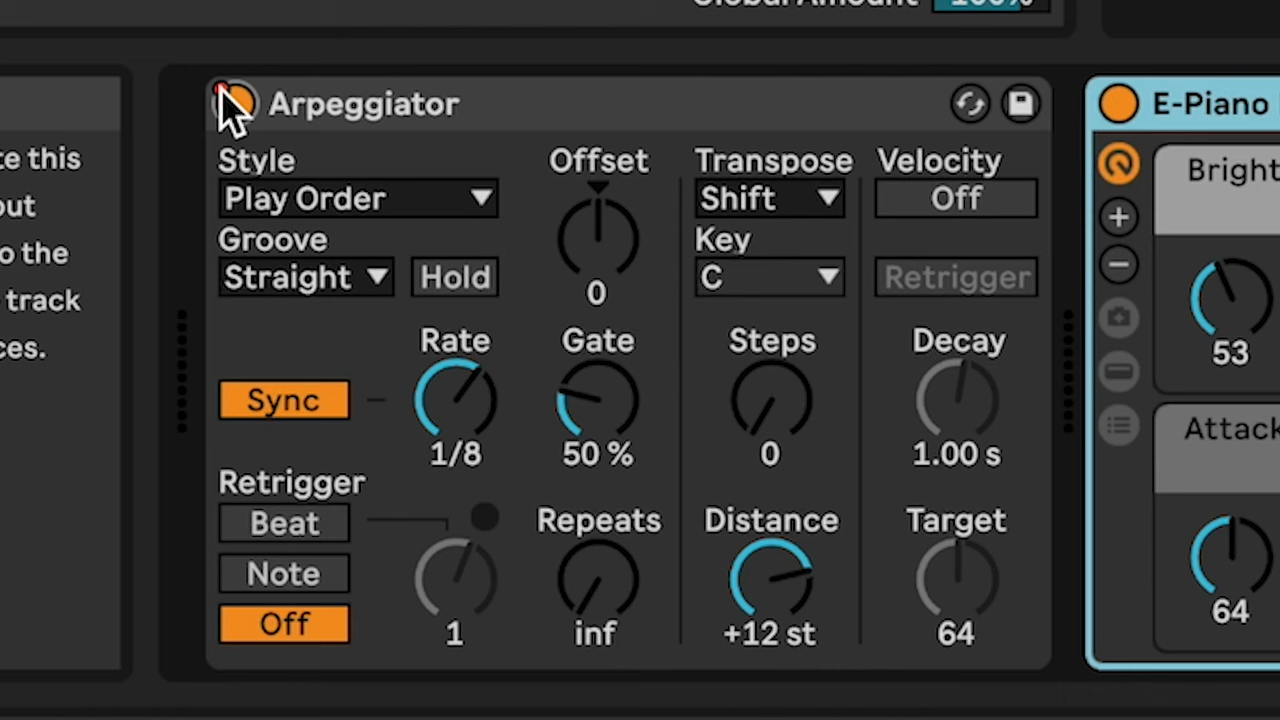 Global Amount 100%
te this
out
o the
track
ces.
Arpeggiator
Style
Play Order
Groove
Straight
Hold
Offset
0
Transpose
Shift
Key
C
Velocity
Off
Retrigger
Sync
Rate
1/8
Gate
50 %
Steps
0
Decay
1.00 s
Retrigger
Beat
Note
Off
1
Repeats
inf
Distance
+12 st
Target
64
E-Piano
Bright
53
Attack
64